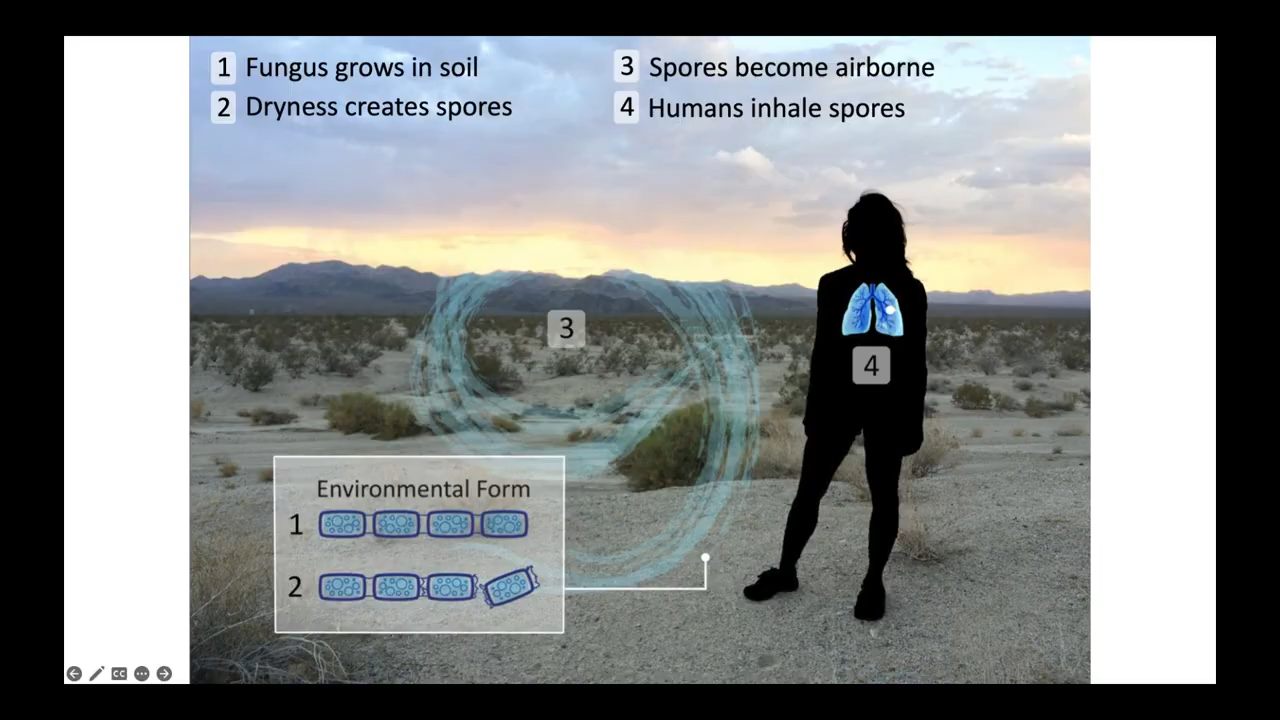 1 Fungus grows in soil
2 Dryness creates spores
3 Spores become airborne
4 Humans inhale spores
3
4
Environmental Form
1
2
CC